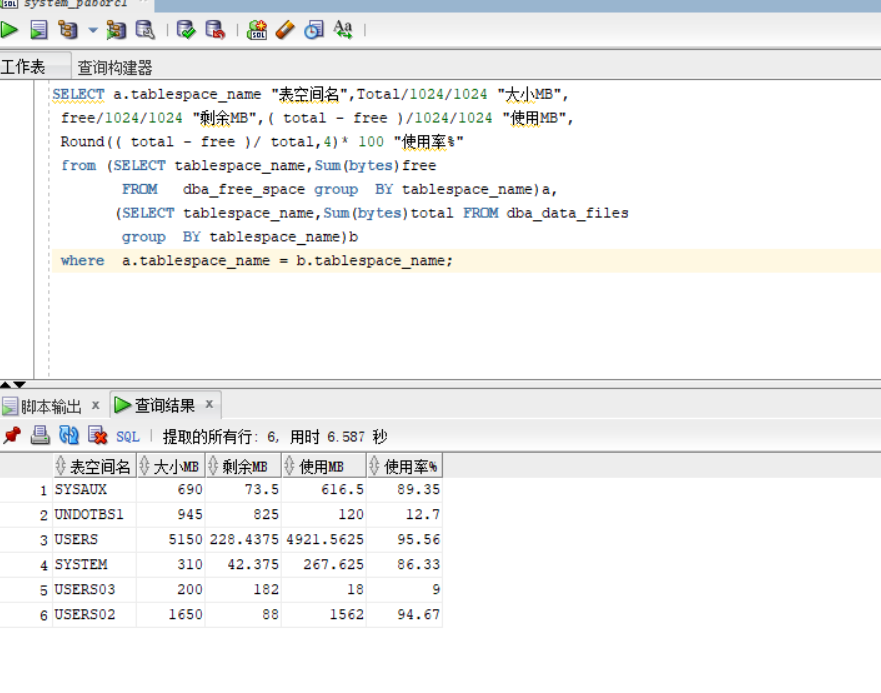 system_pdborcl
工作表 查询构建器
SELECT a.tablespace_name "表空间名",Total/1024/1024 "大小MB",
free/1024/1024 "剩余MB",( total - free )/1024/1024 "使用MB",
Round(( total - free )/ total,4)* 100 "使用率%"
from (SELECT tablespace_name,Sum(bytes)free
FROM dba_free_space group BY tablespace_name)a,
(SELECT tablespace_name,Sum(bytes)total FROM dba_data_files
group BY tablespace_name)b
where a.tablespace_name = b.tablespace_name;
脚本输出 x 查询结果 x
SQL | 提取的所有行: 6, 用时 6.587 秒
表空间名 大小MB 剩余MB 使用MB 使用率%
1 SYSAUX 690 73.5 616.5 89.35
2 UNDOTBS1 945 825 120 12.7
3 USERS 5150 228.4375 4921.5625 95.56
4 SYSTEM 310 42.375 267.625 86.33
5 USERS03 200 182 18 9
6 USERS02 1650 88 1562 94.67